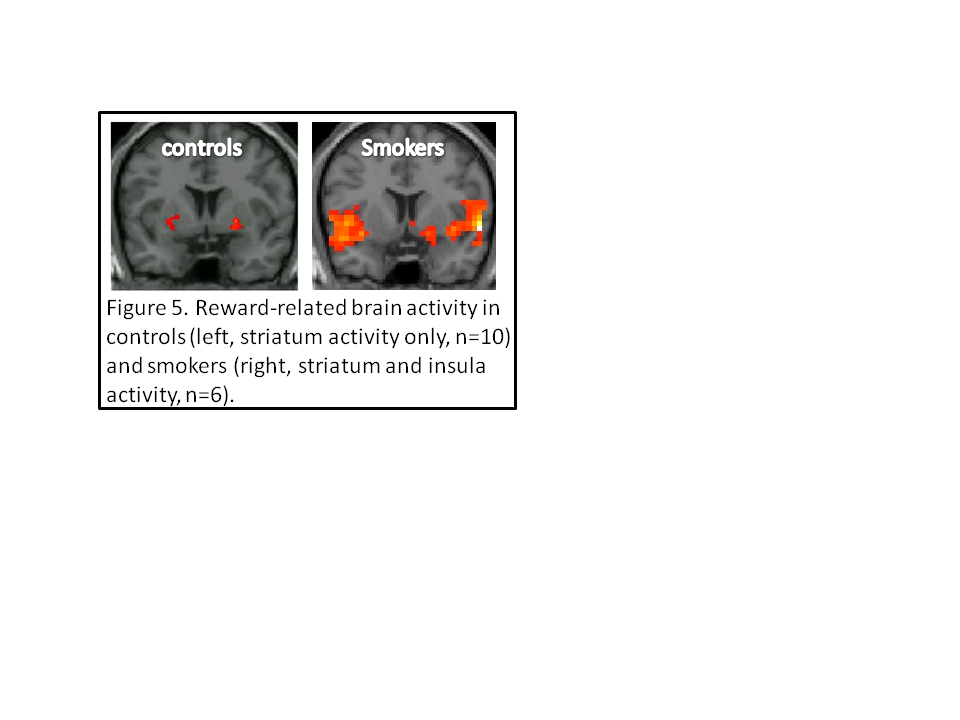 controls
Smokers
Figure 5. Reward-related brain activity in
controls (left, striatum activity only, n=10)
and smokers (right, striatum and insula
activity, n=6).